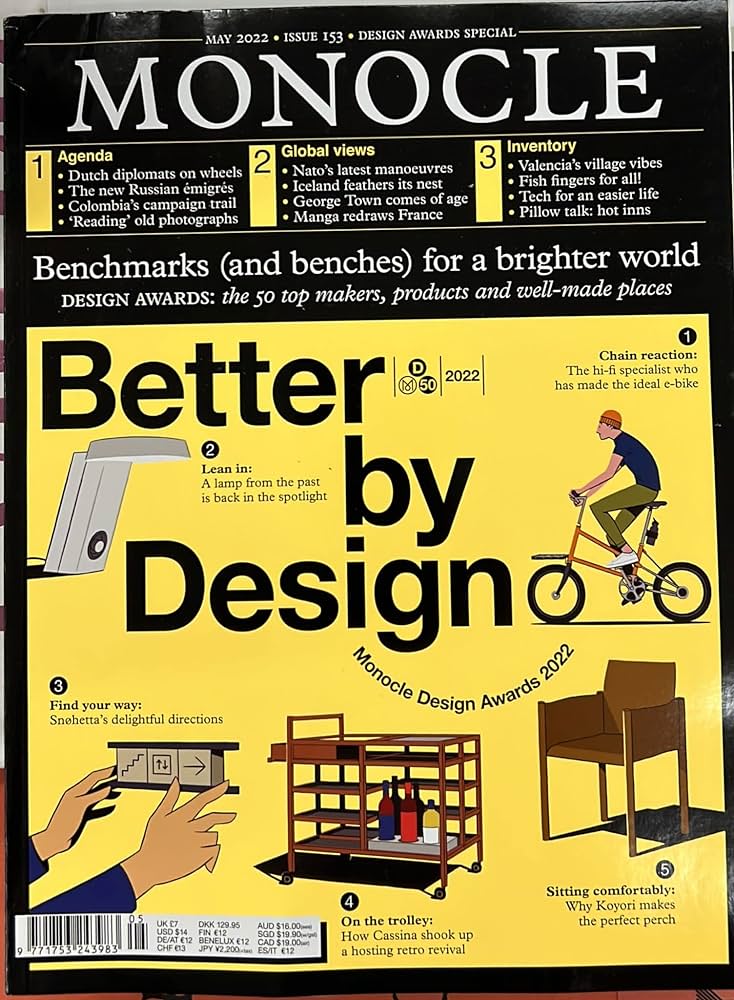 MAY 2022 • ISSUE 153 • DESIGN AWARDS SPECIAL
MONOCLE
1
Agenda
• Dutch diplomats on wheels
• The new Russian émigrés
• Colombia's campaign trail
• 'Reading' old photographs
2
Global views
• Nato's latest manoeuvres
• Iceland feathers its nest
• George Town comes of age
• Manga redraws France
3
Inventory
• Valencia's village vibes
• Fish fingers for all!
• Tech for an easier life
• Pillow talk: hot inns
Benchmarks (and benches) for a brighter world
DESIGN AWARDS: the 50 top makers, products and well-made places
Better
by
Design
D
M
50
2022
Monocle Design Awards 2022
1
Chain reaction:
The hi-fi specialist who
has made the ideal e-bike
2
Lean in:
A lamp from the past
is back in the spotlight
3
Find your way:
Snøhetta's delightful directions
4
On the trolley:
How Cassina shook up
a hosting retro revival
5
Sitting comfortably:
Why Koyori makes
the perfect perch
05
9 771753 243983
UK £7
USD $14
DE/AT €12
CHF €13
DKK 129.95
FIN €12
BENELUX €12
JPY ¥2,200
AUD $16.00
SGD $19.90
CAD $19.00
ES/IT €12